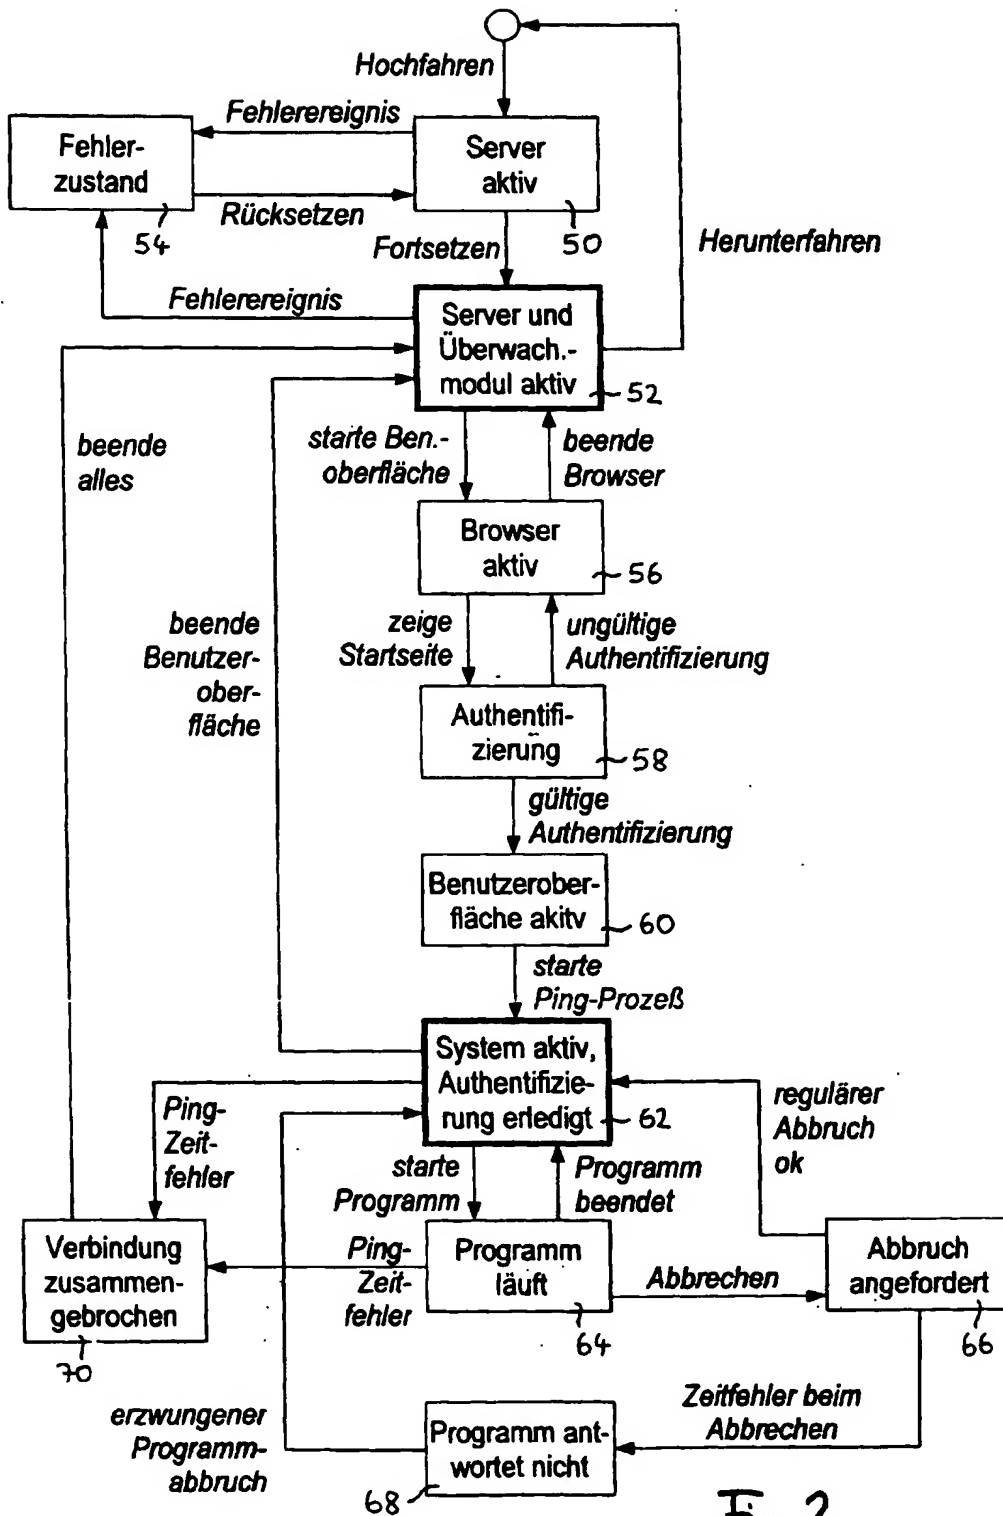 Hochfahren
Fehlerereignis
Fehler-
zustand
54
Server
aktiv
50
Rücksetzen
Fortsetzen
Herunterfahren
Fehlerereignis
Server und
Überwach.-
modul aktiv
52
beende
alles
starte Ben.-
oberfläche
beende
Browser
Browser
aktiv
56
beende
Benutzer-
ober-
fläche
zeige
Startseite
ungültige
Authentifizierung
Authentifi-
zierung
58
gültige
Authentifizierung
Benutzerober-
fläche akitv
60
starte
Ping-Prozeß
System aktiv,
Authentifizie-
rung erledigt
62
regulärer
Abbruch
ok
Ping-
Zeit-
fehler
starte
Programm
Programm
beendet
Verbindung
zusammen-
gebrochen
70
Ping-
Zeit-
fehler
Programm
läuft
64
Abbrechen
Abbruch
angefordert
66
erzwungener
Programm-
abbruch
Programm ant-
wortet nicht
68
Zeitfehler beim
Abbrechen